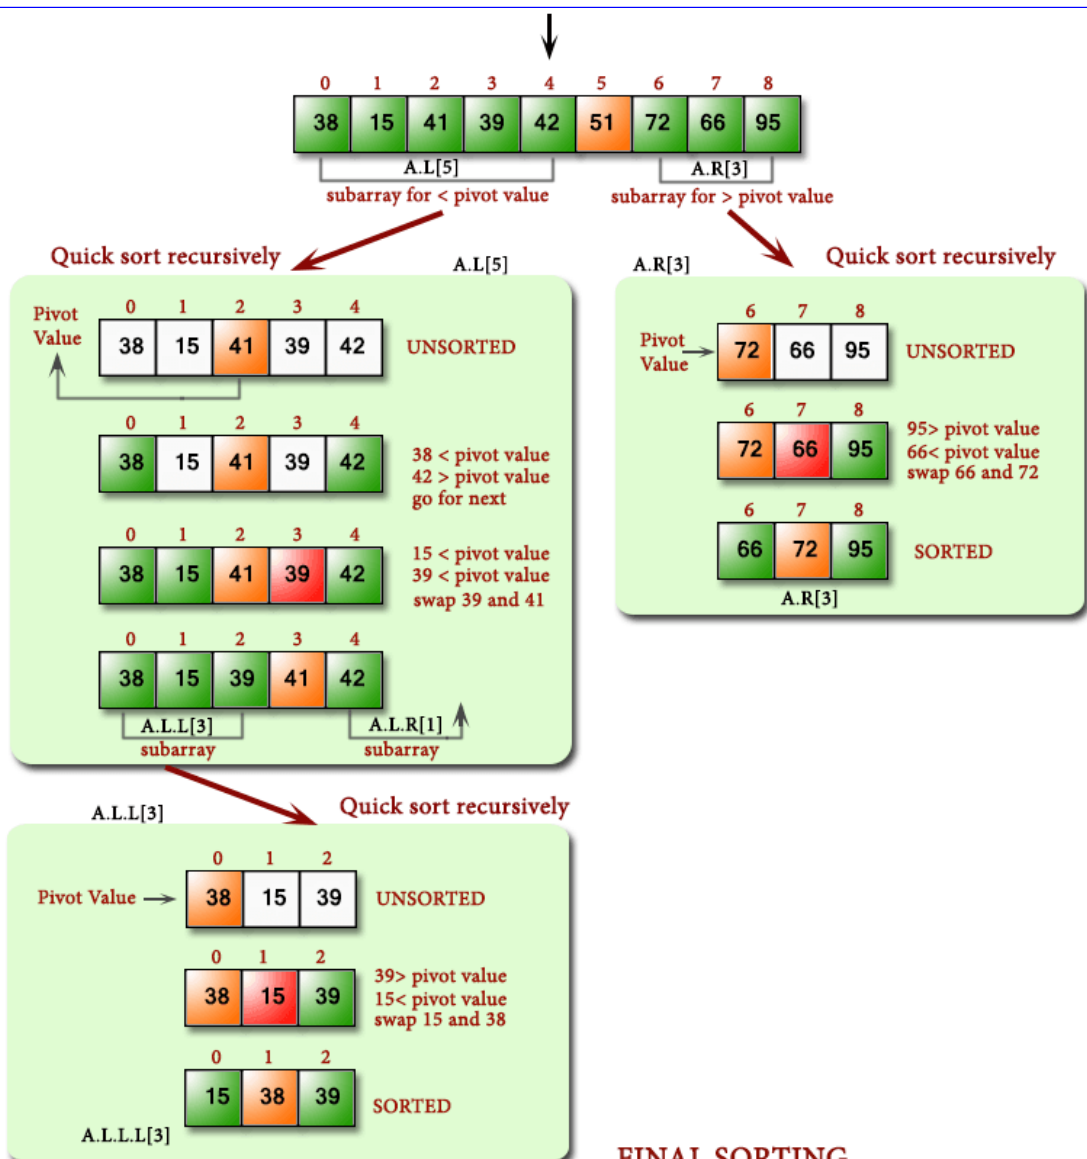 0 1 2 3 4 5 6 7 8
38 15 41 39 42 51 72 66 95
A.L[5]
A.R[3]
subarray for < pivot value
subarray for > pivot value
Quick sort recursively
A.L[5]
Pivot
Value
0 1 2 3 4
38 15 41 39 42
UNSORTED
0 1 2 3 4
38 15 41 39 42
38 < pivot value
42 > pivot value
go for next
0 1 2 3 4
38 15 41 39 42
15 < pivot value
39 < pivot value
swap 39 and 41
0 1 2 3 4
38 15 39 41 42
A.L.L[3]
subarray
A.L.R[1]
subarray
A.R[3]
Quick sort recursively
6 7 8
Pivot
Value
72 66 95
UNSORTED
6 7 8
72 66 95
95> pivot value
66< pivot value
swap 66 and 72
6 7 8
66 72 95
SORTED
A.R[3]
A.L.L[3]
Quick sort recursively
0 1 2
Pivot Value
38 15 39
UNSORTED
0 1 2
38 15 39
39> pivot value
15< pivot value
swap 15 and 38
0 1 2
15 38 39
SORTED
A.L.L.L[3]
FINAL SORTING